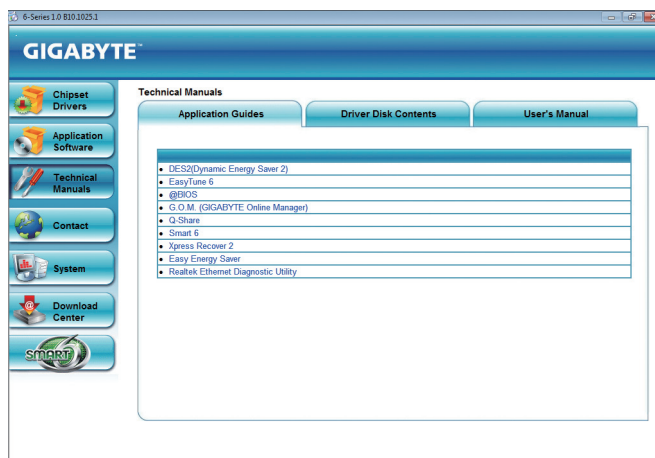 6-Series 1.0 B10.1025.1
GIGABYTE™
Chipset
Drivers
Application
Software
Technical
Manuals
Contact
System
Download
Center
SMART6
Technical Manuals
Application Guides
Driver Disk Contents
User's Manual
• DES2(Dynamic Energy Saver 2)
• EasyTune 6
• @BIOS
• G.O.M. (GIGABYTE Online Manager)
• Q-Share
• Smart 6
• Xpress Recover 2
• Easy Energy Saver
• Realtek Ethernet Diagnostic Utility